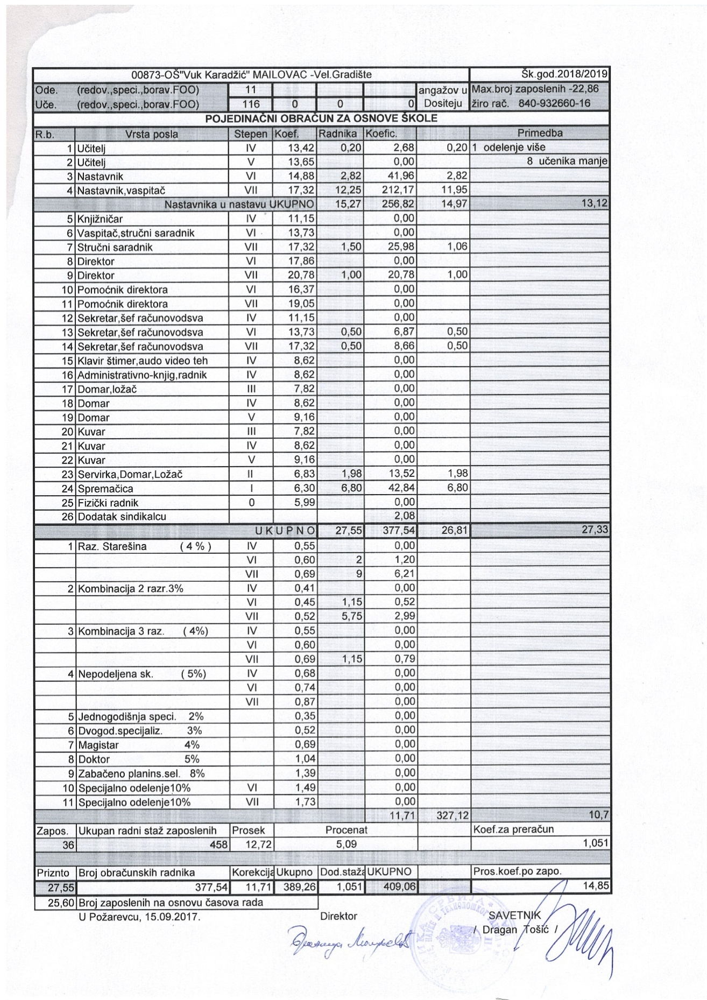 00873-OŠ"Vuk Karadžić" MAILOVAC -Vel.Gradište Šk.god.2018/2019
Ode. (redov.,speci.,borav.FOO) 11 angažov u Max.broj zaposlenih -22,86
Uče. (redov.,speci.,borav.FOO) 116 0 0 0 Dositeju žiro rač. 840-932660-16
POJEDINAČNI OBRAČUN ZA OSNOVE ŠKOLE
R.b. Vrsta posla Stepen Koef. Radnika Koefic. Primedba
1 Učitelj IV 13,42 0,20 2,68 0,20 1 odelenje više
2 Učitelj V 13,65 0,00 8 učenika manje
3 Nastavnik VI 14,88 2,82 41,96 2,82
4 Nastavnik,vaspitač VII 17,32 12,25 212,17 11,95
Nastavnika u nastavu UKUPNO 15,27 256,82 14,97 13,12
5 Knjižničar IV 11,15 0,00
6 Vaspitač,stručni saradnik VI 13,73 0,00
7 Stručni saradnik VII 17,32 1,50 25,98 1,06
8 Direktor VI 17,86 0,00
9 Direktor VII 20,78 1,00 20,78 1,00
10 Pomoćnik direktora VI 16,37 0,00
11 Pomoćnik direktora VII 19,05 0,00
12 Sekretar,šef računovodsva IV 11,15 0,00
13 Sekretar,šef računovodsva VI 13,73 0,50 6,87 0,50
14 Sekretar,šef računovodsva VII 17,32 0,50 8,66 0,50
15 Klavir štimer,audo video teh IV 8,62 0,00
16 Administrativno-knjig,radnik IV 8,62 0,00
17 Domar,ložač III 7,82 0,00
18 Domar IV 8,62 0,00
19 Domar V 9,16 0,00
20 Kuvar III 7,82 0,00
21 Kuvar IV 8,62 0,00
22 Kuvar V 9,16 0,00
23 Servirka,Domar,Ložač II 6,83 1,98 13,52 1,98
24 Spremačica I 6,30 6,80 42,84 6,80
25 Fizički radnik 0 5,99 0,00
26 Dodatak sindikalcu 2,08
U K U P N O 27,55 377,54 26,81 27,33
1 Raz. Starešina ( 4 % ) IV 0,55 0,00
VI 0,60 2 1,20
VII 0,69 9 6,21
2 Kombinacija 2 razr.3% IV 0,41 0,00
VI 0,45 1,15 0,52
VII 0,52 5,75 2,99
3 Kombinacija 3 raz. ( 4%) IV 0,55 0,00
VI 0,60 0,00
VII 0,69 1,15 0,79
4 Nepodeljena sk. ( 5%) IV 0,68 0,00
VI 0,74 0,00
VII 0,87 0,00
5 Jednogodišnja speci. 2% 0,35 0,00
6 Dvogod.specijaliz. 3% 0,52 0,00
7 Magistar 4% 0,69 0,00
8 Doktor 5% 1,04 0,00
9 Zabačeno planins.sel. 8% 1,39 0,00
10 Specijalno odelenje10% VI 1,49 0,00
11 Specijalno odelenje10% VII 1,73 0,00
11,71 327,12 10,7
Zapos. Ukupan radni staž zaposlenih Prosek Procenat Koef.za preračun
36 458 12,72 5,09 1,051
Priznto Broj obračunskih radnika Korekcija Ukupno Dod.staža UKUPNO Pros.koef.po zapo.
27,55 377,54 11,71 389,26 1,051 409,06 14,85
25,60 Broj zaposlenih na osnovu časova rada
U Požarevcu, 15.09.2017. Direktor SAVETNIK
/ Dragan Tošić /